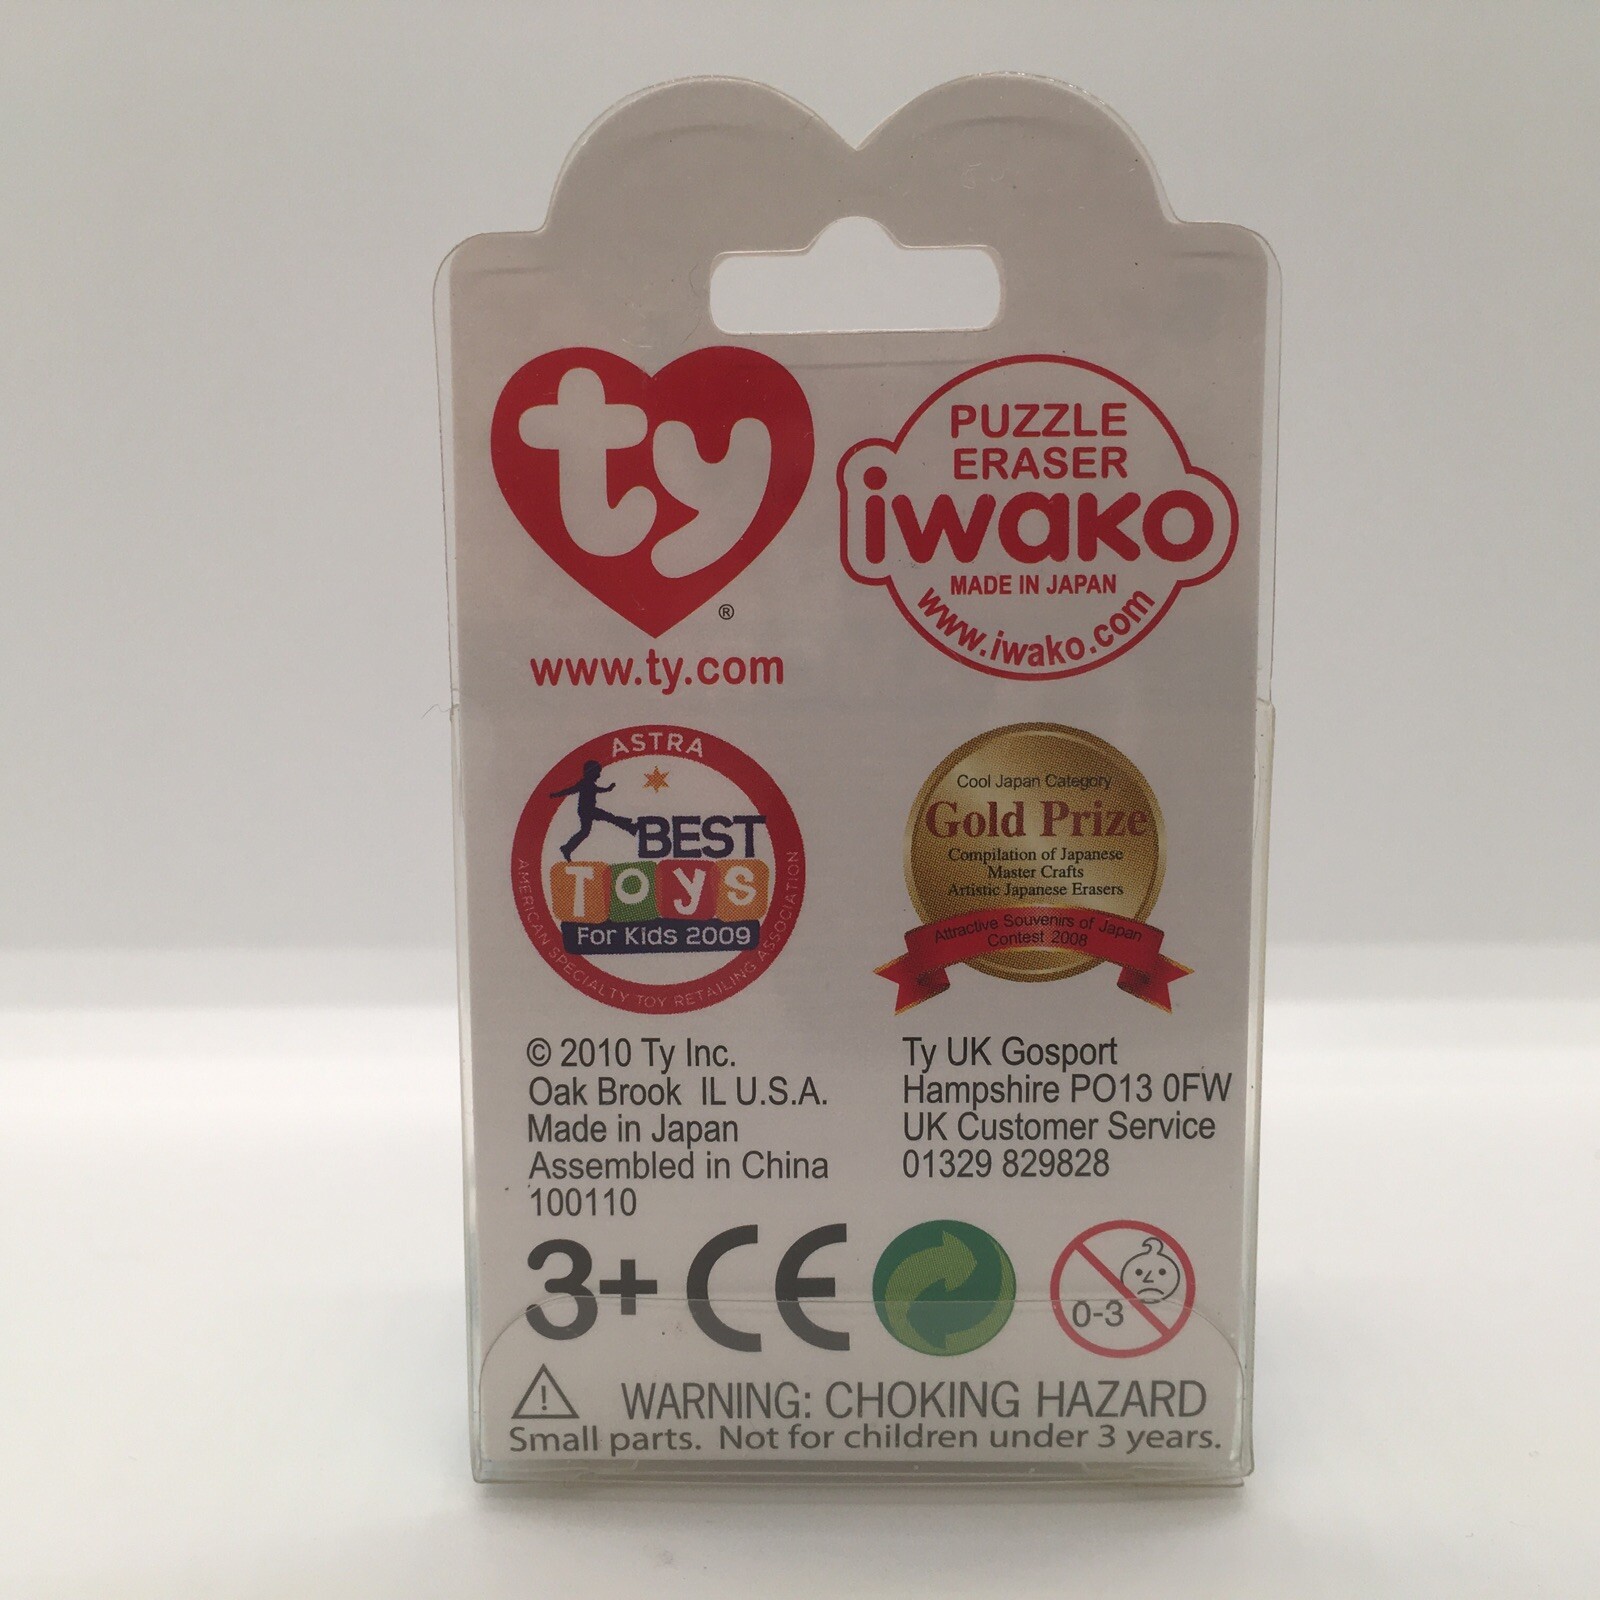 ty
®
www.ty.com
PUZZLE
ERASER
iwako
MADE IN JAPAN
www.iwako.com
ASTRA
BEST
TOYS
For Kids 2009
AMERICAN SPECIALTY TOY RETAILING ASSOCIATION
Cool Japan Category
Gold Prize
Compilation of Japanese
Master Crafts
Artistic Japanese Erasers
Attractive Souvenirs of Japan
Contest 2008
© 2010 Ty Inc.
Oak Brook IL U.S.A.
Made in Japan
Assembled in China
100110
Ty UK Gosport
Hampshire PO13 0FW
UK Customer Service
01329 829828
3+ CE
0-3
WARNING: CHOKING HAZARD
Small parts. Not for children under 3 years.